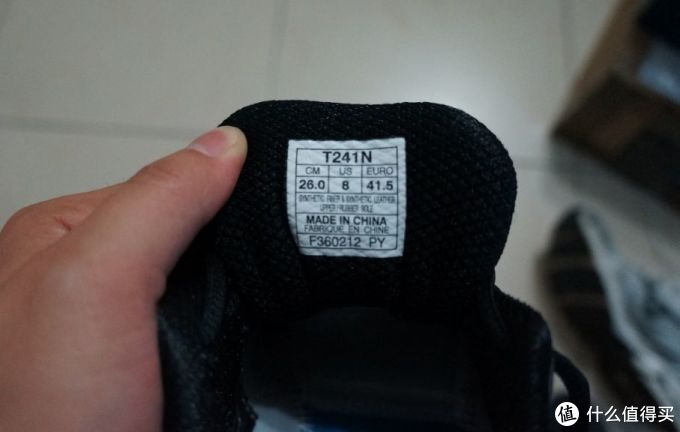 T241N
CM US EURO
26.0 8 41.5
SYNTHETIC FIBER & SYNTHETIC LEATHER
UPPER / RUBBER SOLE
MADE IN CHINA
FABRIQUE EN CHINE
F360212 PY
值 什么值得买